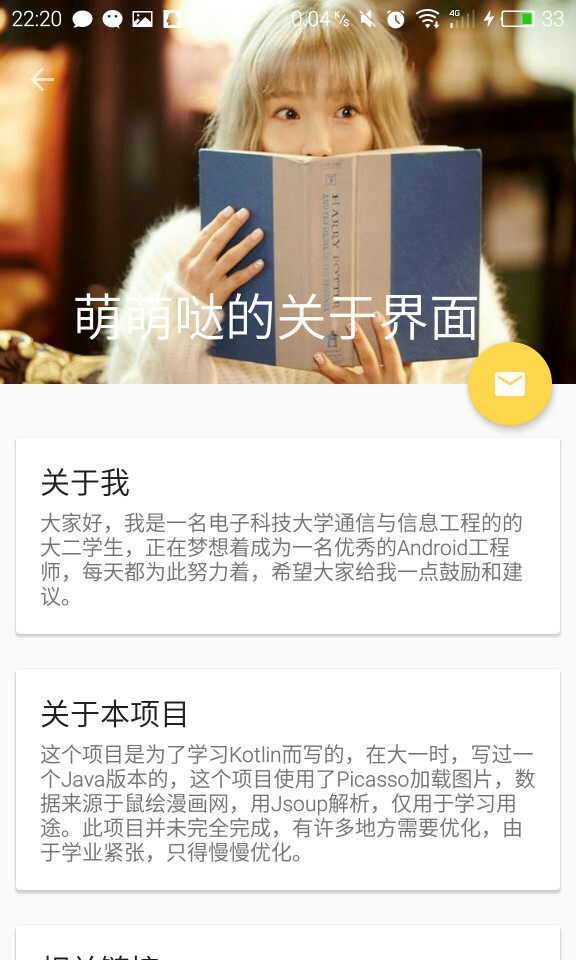 22:20 0.04 K/s 4G 33
HARRY POTTER
萌萌哒的关于界面
关于我
大家好，我是一名电子科技大学通信与信息工程的的
大二学生，正在梦想着成为一名优秀的Android工程
师，每天都为此努力着，希望大家给我一点鼓励和建
议。
关于本项目
这个项目是为了学习Kotlin而写的，在大一时，写过一
个Java版本的，这个项目使用了Picasso加载图片，数
据来源于鼠绘漫画网，用Jsoup解析，仅用于学习用
途。此项目并未完全完成，有许多地方需要优化，由
于学业紧张，只得慢慢优化。
相关链接